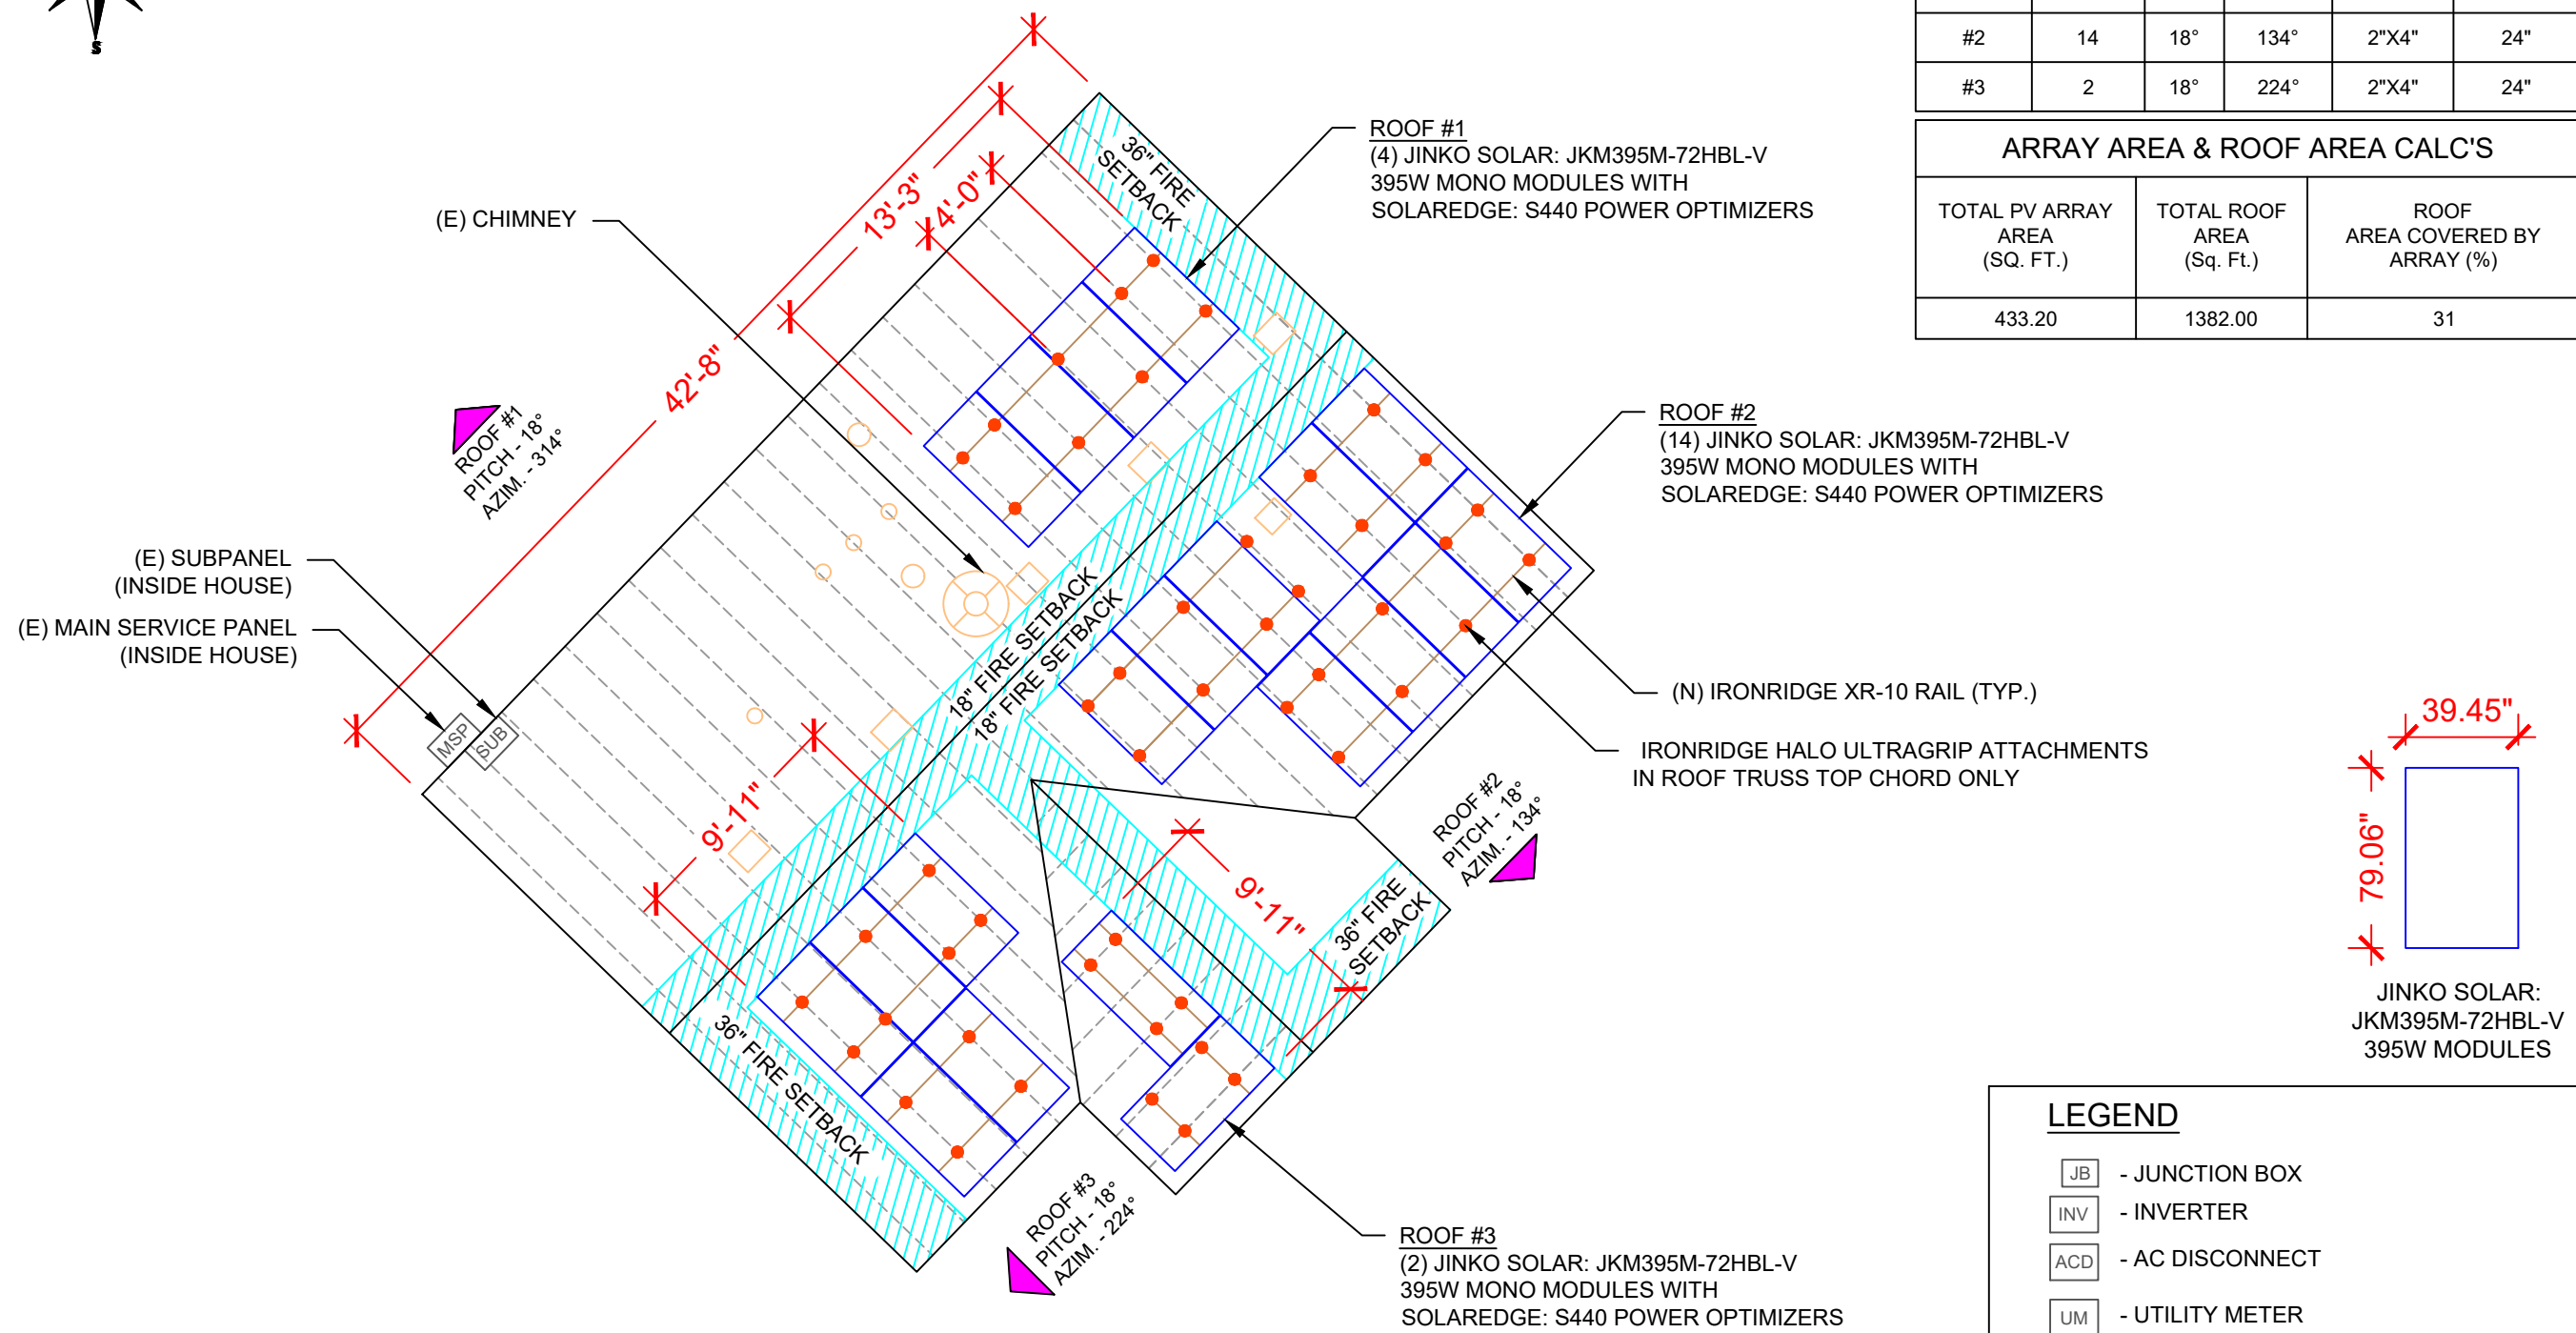 S
#2 14 18° 134° 2"X4" 24"
#3 2 18° 224° 2"X4" 24"
ARRAY AREA & ROOF AREA CALC'S
TOTAL PV ARRAY
AREA
(SQ. FT.)
TOTAL ROOF
AREA
(Sq. Ft.)
ROOF
AREA COVERED BY
ARRAY (%)
433.20 1382.00 31
ROOF #1
(4) JINKO SOLAR: JKM395M-72HBL-V
395W MONO MODULES WITH
SOLAREDGE: S440 POWER OPTIMIZERS
36" FIRE
SETBACK
13'-3"
4'-0"
42'-8"
(E) CHIMNEY
ROOF #1
PITCH - 18°
AZIM. - 314°
(E) SUBPANEL
(INSIDE HOUSE)
(E) MAIN SERVICE PANEL
(INSIDE HOUSE)
MSP
SUB
18" FIRE SETBACK
18" FIRE SETBACK
ROOF #2
(14) JINKO SOLAR: JKM395M-72HBL-V
395W MONO MODULES WITH
SOLAREDGE: S440 POWER OPTIMIZERS
(N) IRONRIDGE XR-10 RAIL (TYP.)
IRONRIDGE HALO ULTRAGRIP ATTACHMENTS
IN ROOF TRUSS TOP CHORD ONLY
9'-11"
ROOF #2
PITCH - 18°
AZIM. - 134°
9'-11"
36" FIRE
SETBACK
36" FIRE SETBACK
ROOF #3
PITCH - 18°
AZIM. - 224°
ROOF #3
(2) JINKO SOLAR: JKM395M-72HBL-V
395W MONO MODULES WITH
SOLAREDGE: S440 POWER OPTIMIZERS
39.45"
79.06"
JINKO SOLAR:
JKM395M-72HBL-V
395W MODULES
LEGEND
JB - JUNCTION BOX
INV - INVERTER
ACD - AC DISCONNECT
UM - UTILITY METER